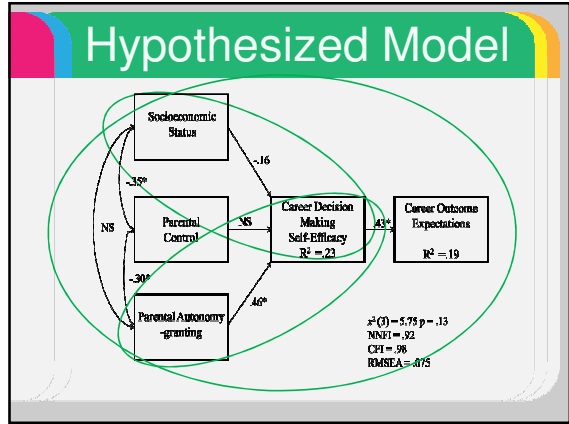 Hypothesized Model
Socioeconomic
Status
-.16
-.35*
NS
Parental
Control
NS
Career Decision
Making
Self-Efficacy
R² =.23
.43*
Career Outcome
Expectations
R² =.19
-.30*
Parental Autonomy
-granting
.46*
x² (3) = 5.75 p = .13
NNFI = .92
CFI = .98
RMSEA = .075